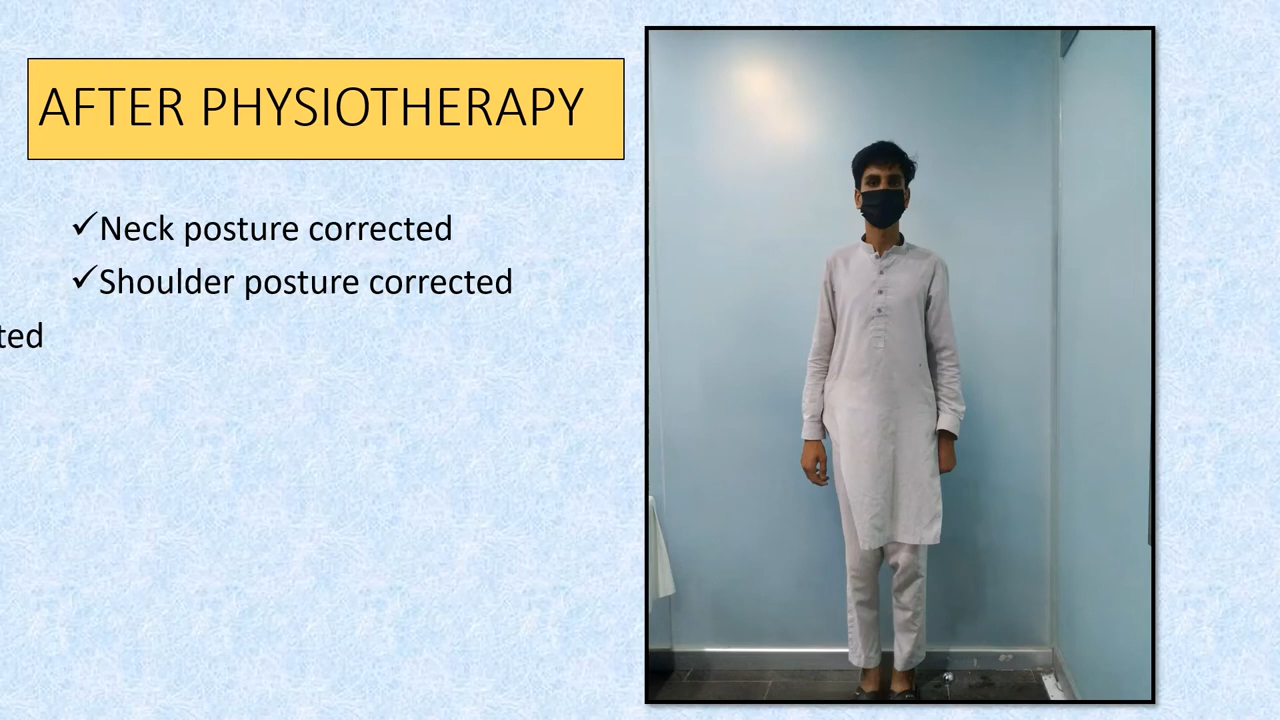 AFTER PHYSIOTHERAPY
✓Neck posture corrected
✓Shoulder posture corrected
ted